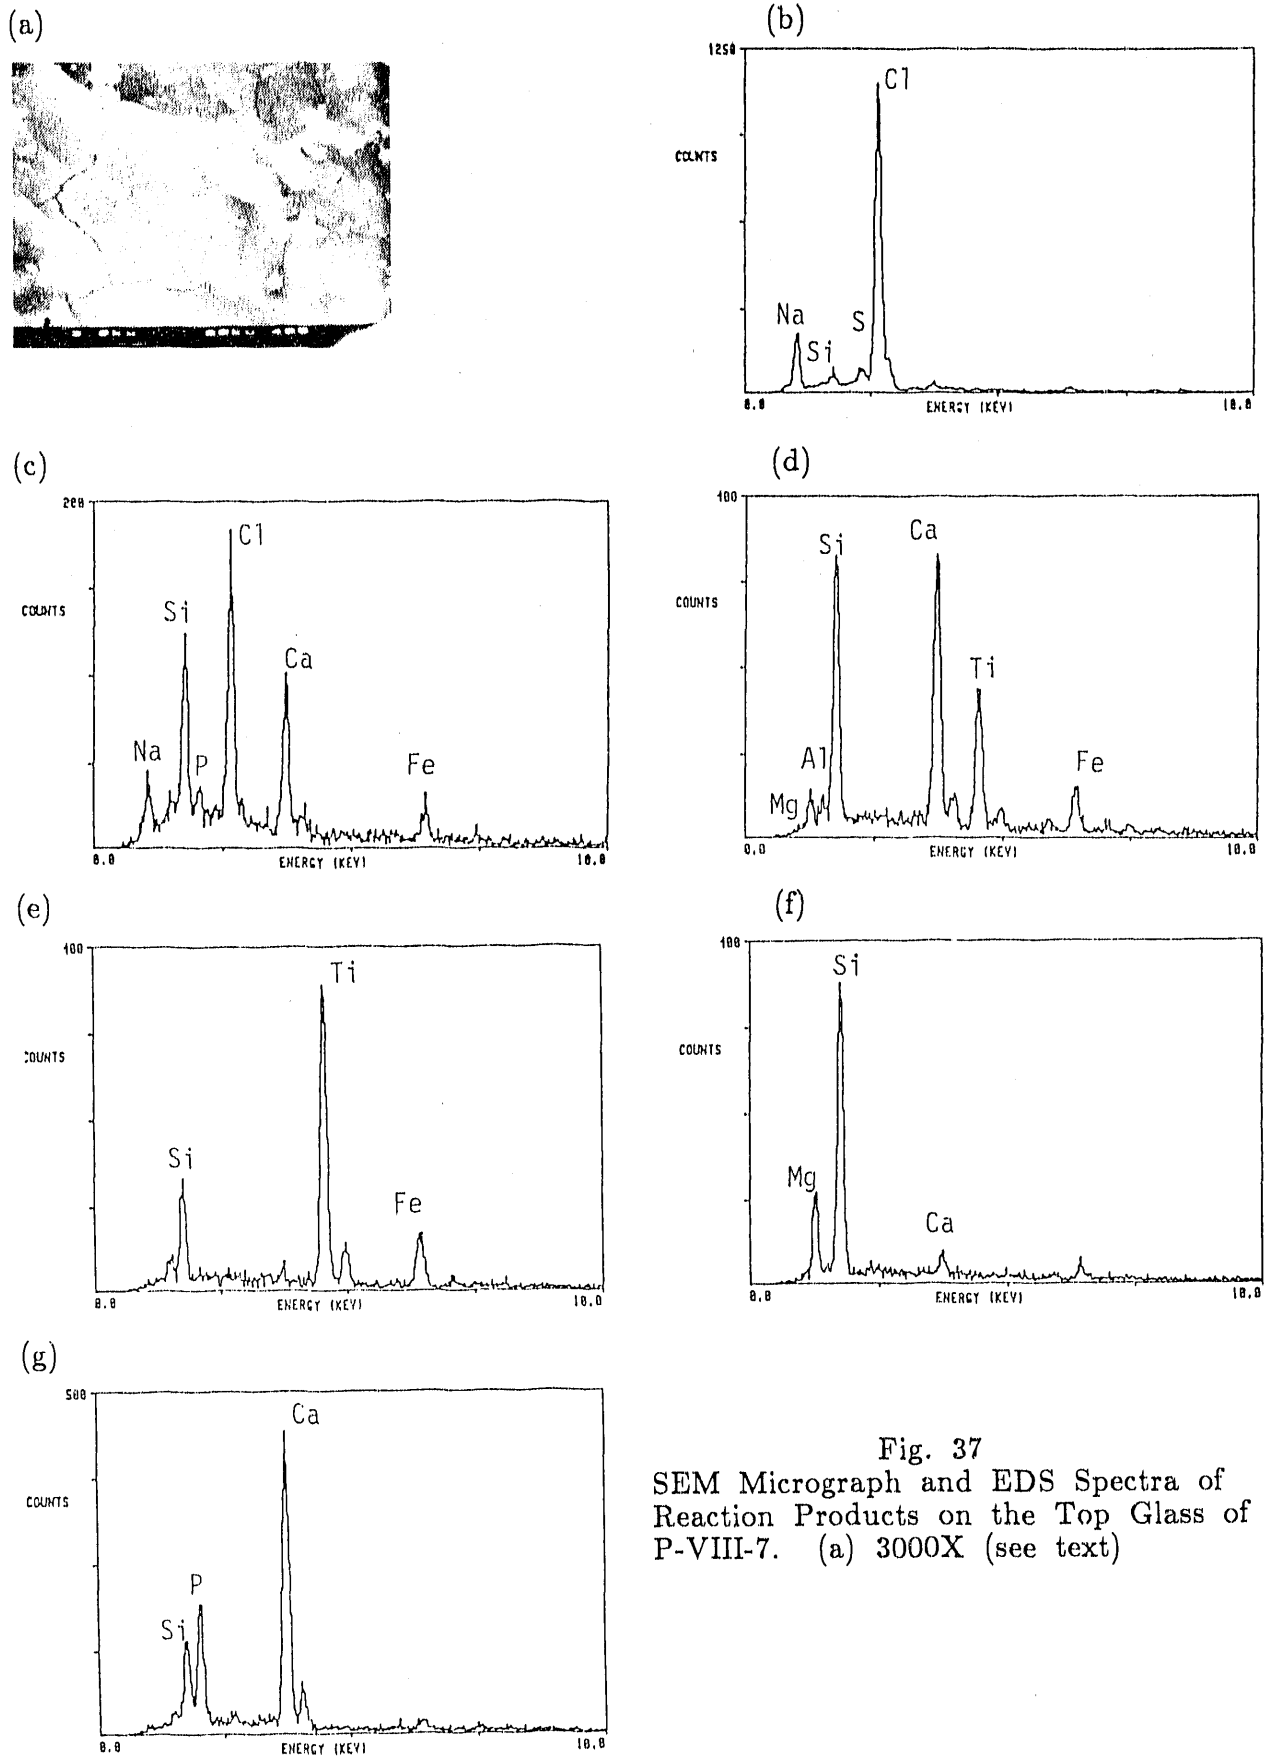 (a)
(b)
1250
Cl
COUNTS
Na
S
Si
0.0
10.0
ENERGY (KEV)
(c)
200
Cl
COUNTS
Si
Ca
Na
P
Fe
0.0
10.0
ENERGY (KEV)
(d)
100
Si
Ca
COUNTS
Ti
Al
Fe
Mg
0.0
10.0
ENERGY (KEV)
(e)
100
Ti
COUNTS
Si
Fe
0.0
10.0
ENERGY (KEV)
(f)
100
Si
COUNTS
Mg
Ca
0.0
10.0
ENERGY (KEV)
(g)
500
Ca
COUNTS
P
Si
0.0
10.0
ENERGY (KEV)
Fig. 37
SEM Micrograph and EDS Spectra of
Reaction Products on the Top Glass of
P-VIII-7. (a) 3000X (see text)